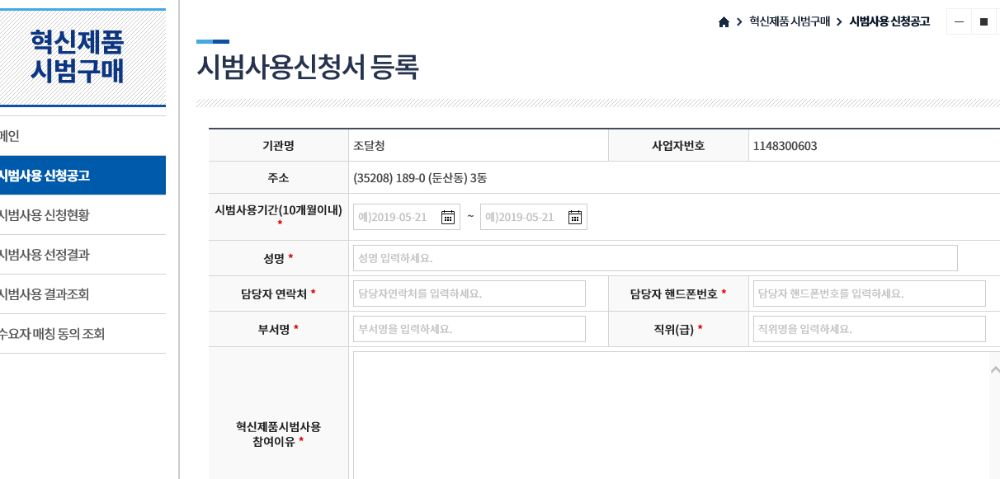 혁신제품
시범구매
메인
시범사용 신청공고
시범사용 신청현황
시범사용 선정결과
시범사용 결과조회
수요자 매칭 동의 조회
혁신제품 시범구매 시범사용 신청공고
시범사용신청서 등록
기관명 조달청 사업자번호 1148300603
주소 (35208) 189-0 (둔산동) 3동
시범사용기간(10개월이내)
* 예)2019-05-21 ~ 예)2019-05-21
성명 * 성명 입력하세요.
담당자 연락처 * 담당자연락처를 입력하세요. 담당자 핸드폰번호 * 담당자 핸드폰번호를 입력하세요.
부서명 * 부서명을 입력하세요. 직위(급) * 직위명을 입력하세요.
혁신제품시범사용
참여이유 *